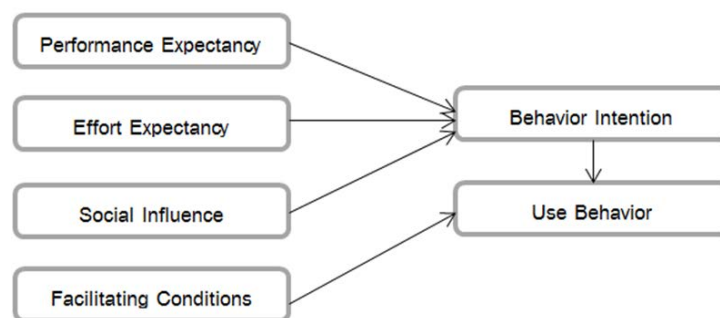 Performance Expectancy
Effort Expectancy
Behavior Intention
Social Influence
Use Behavior
Facilitating Conditions